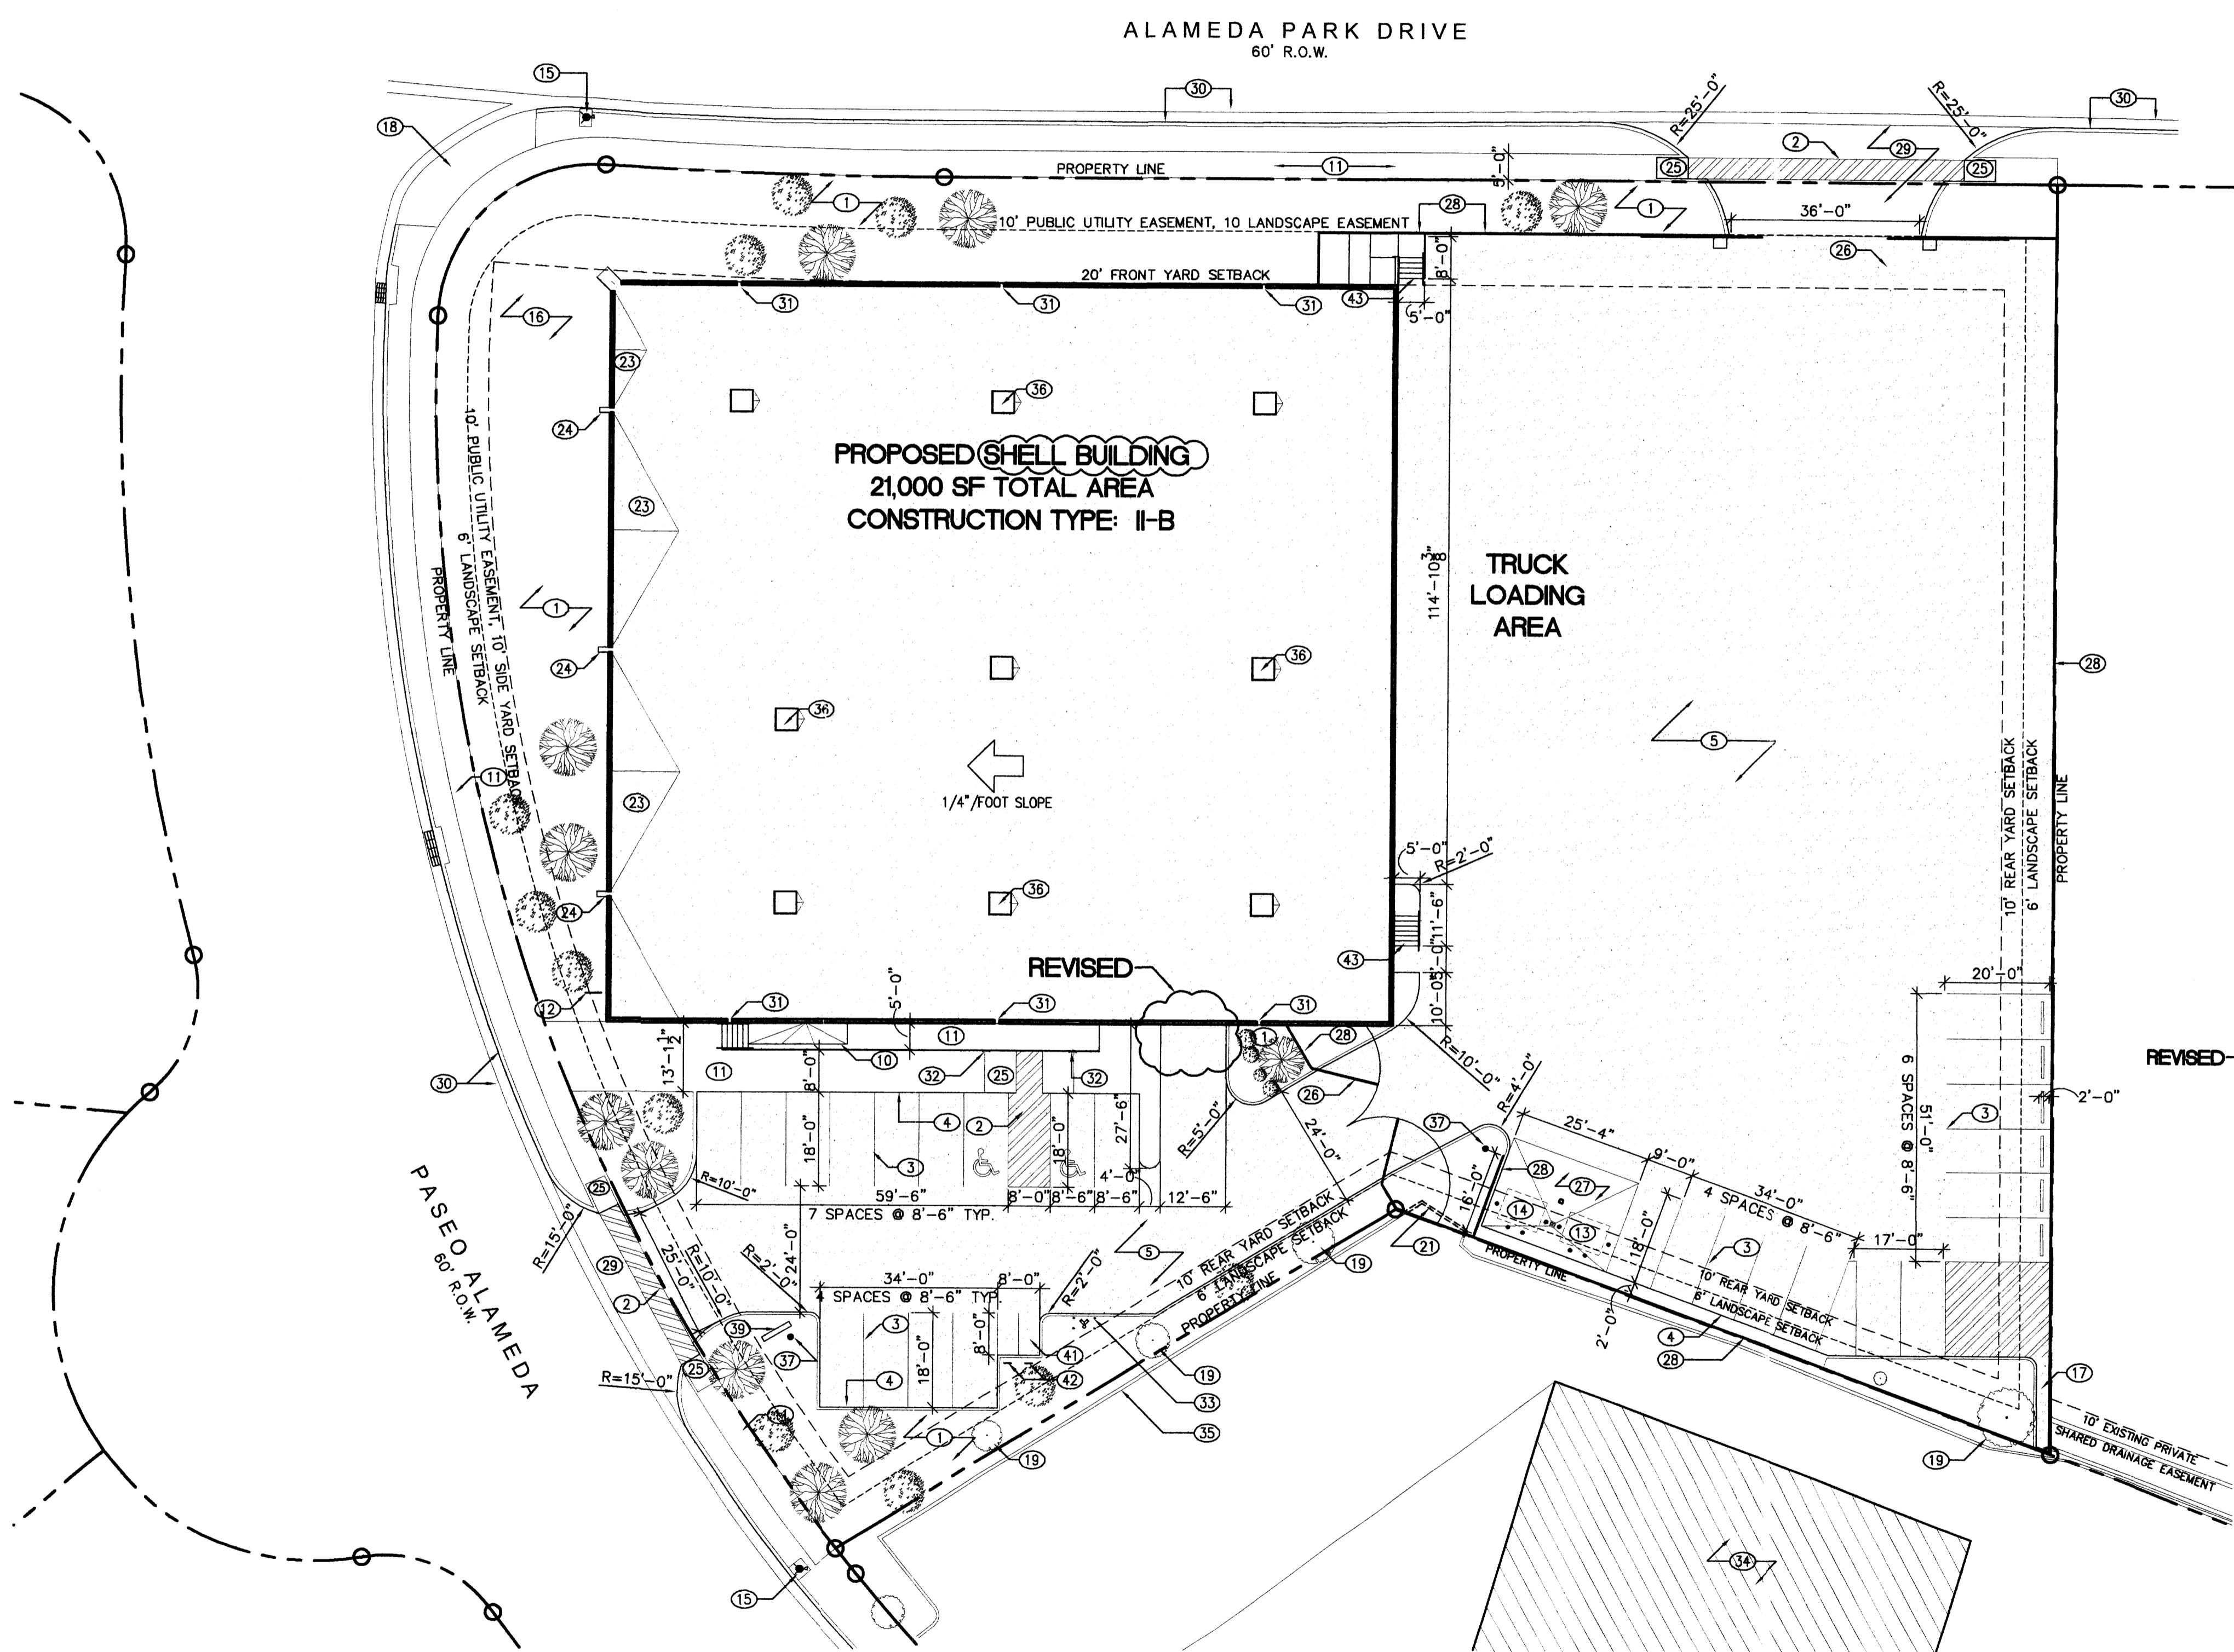 ALAMEDA PARK DRIVE
60' R.O.W.
15
30
R=25'-0"
R=25'-0"
30
18
2
29
PROPERTY LINE
11
5'-0"
25
25
1
1
10' PUBLIC UTILITY EASEMENT, 10 LANDSCAPE EASEMENT
28
36'-0"
26
20' FRONT YARD SETBACK
8'-0"
31
31
31
43
5'-0"
16
23
36
24
PROPOSED SHELL BUILDING
21,000 SF TOTAL AREA
CONSTRUCTION TYPE: II-B
23
10' PUBLIC UTILITY EASEMENT, 10' SIDE YARD SETBACK
6' LANDSCAPE SETBACK
PROPERTY LINE
114'-10 3/8"
TRUCK
LOADING
AREA
1
24
36
28
36
5
11
23
1/4"/FOOT SLOPE
10' REAR YARD SETBACK
6' LANDSCAPE SETBACK
PROPERTY LINE
5'-0"
R=2'-0"
24
36
11'-6"
5'-0"
10'-0"
43
REVISED
12
31
31
31
5'-0"
20'-0"
13'-1 1/2"
11
10
11
8'-0"
32
25
32
1
28
R=10'-0"
R=4'-0"
6 SPACES @ 8'-6"
51'-0"
3
2'-0"
REVISED
30
4
2
27'-6"
26
R=5'-0"
24'-0"
37
25'-4"
9'-0"
34'-0"
4 SPACES @ 8'-6"
17'-0"
18'-0"
3
18'-0"
4'-0"
R=10'-0"
59'-6"
8'-0"
8'-6"
8'-6"
12'-6"
7 SPACES @ 8'-6" TYP.
28
27
14
13
16'-0"
18'-0"
3
25
R=15'-0"
PASEO ALAMEDA
60' R.O.W.
29
2
25'-0"
R=10'-0"
R=2'-0"
24'-0"
5
10' REAR YARD SETBACK
6' LANDSCAPE SETBACK
PROPERTY LINE
19
21
PROPERTY LINE
10' REAR YARD SETBACK
6' LANDSCAPE SETBACK
34'-0"
8'-0"
4 SPACES @ 8'-6" TYP.
R=2'-0"
39
37
3
8'-0"
18'-0"
41
42
19
33
35
2'-0"
4
28
17
25
R=15'-0"
4
1
19
19
10' EXISTING PRIVATE
SHARED DRAINAGE EASEMENT
15
34